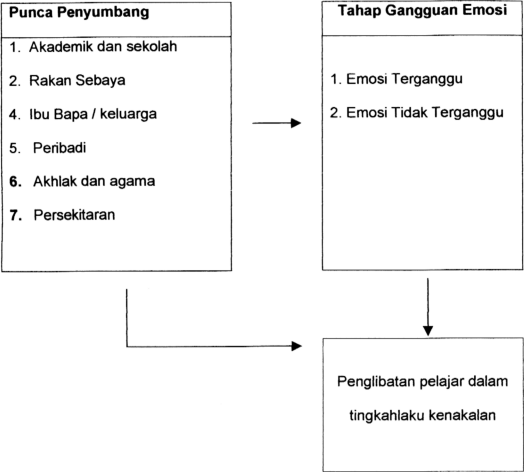 Punca Penyumbang
1. Akademik dan sekolah
2. Rakan Sebaya
4. Ibu Bapa / keluarga
5. Peribadi
6. Akhlak dan agama
7. Persekitaran
Tahap Gangguan Emosi
1. Emosi Terganggu
2. Emosi Tidak Terganggu
Penglibatan pelajar dalam
tingkahlaku kenakalan